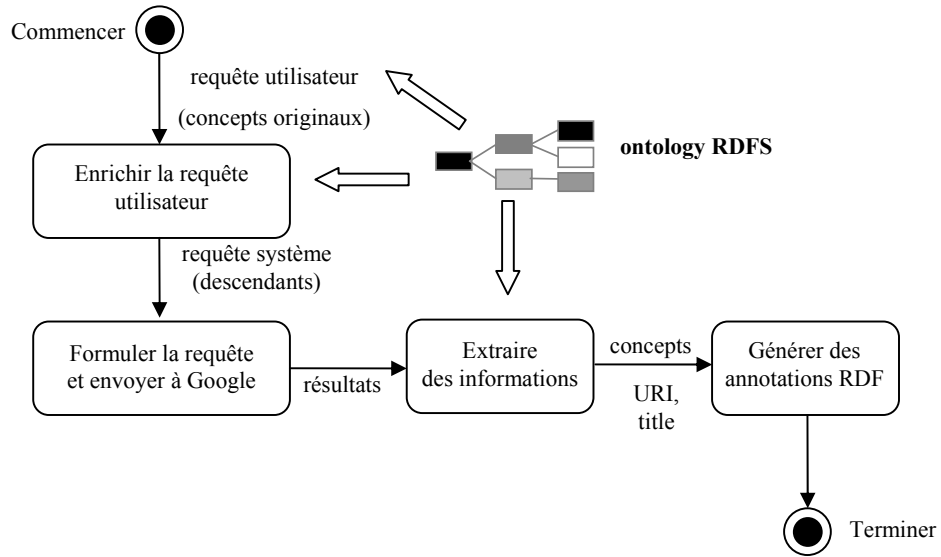 Commencer
requête utilisateur
(concepts originaux)
ontology RDFS
Enrichir la requête
utilisateur
requête système
(descendants)
Formuler la requête
et envoyer à Google
résultats
Extraire
des informations
concepts
URI,
title
Générer des
annotations RDF
Terminer